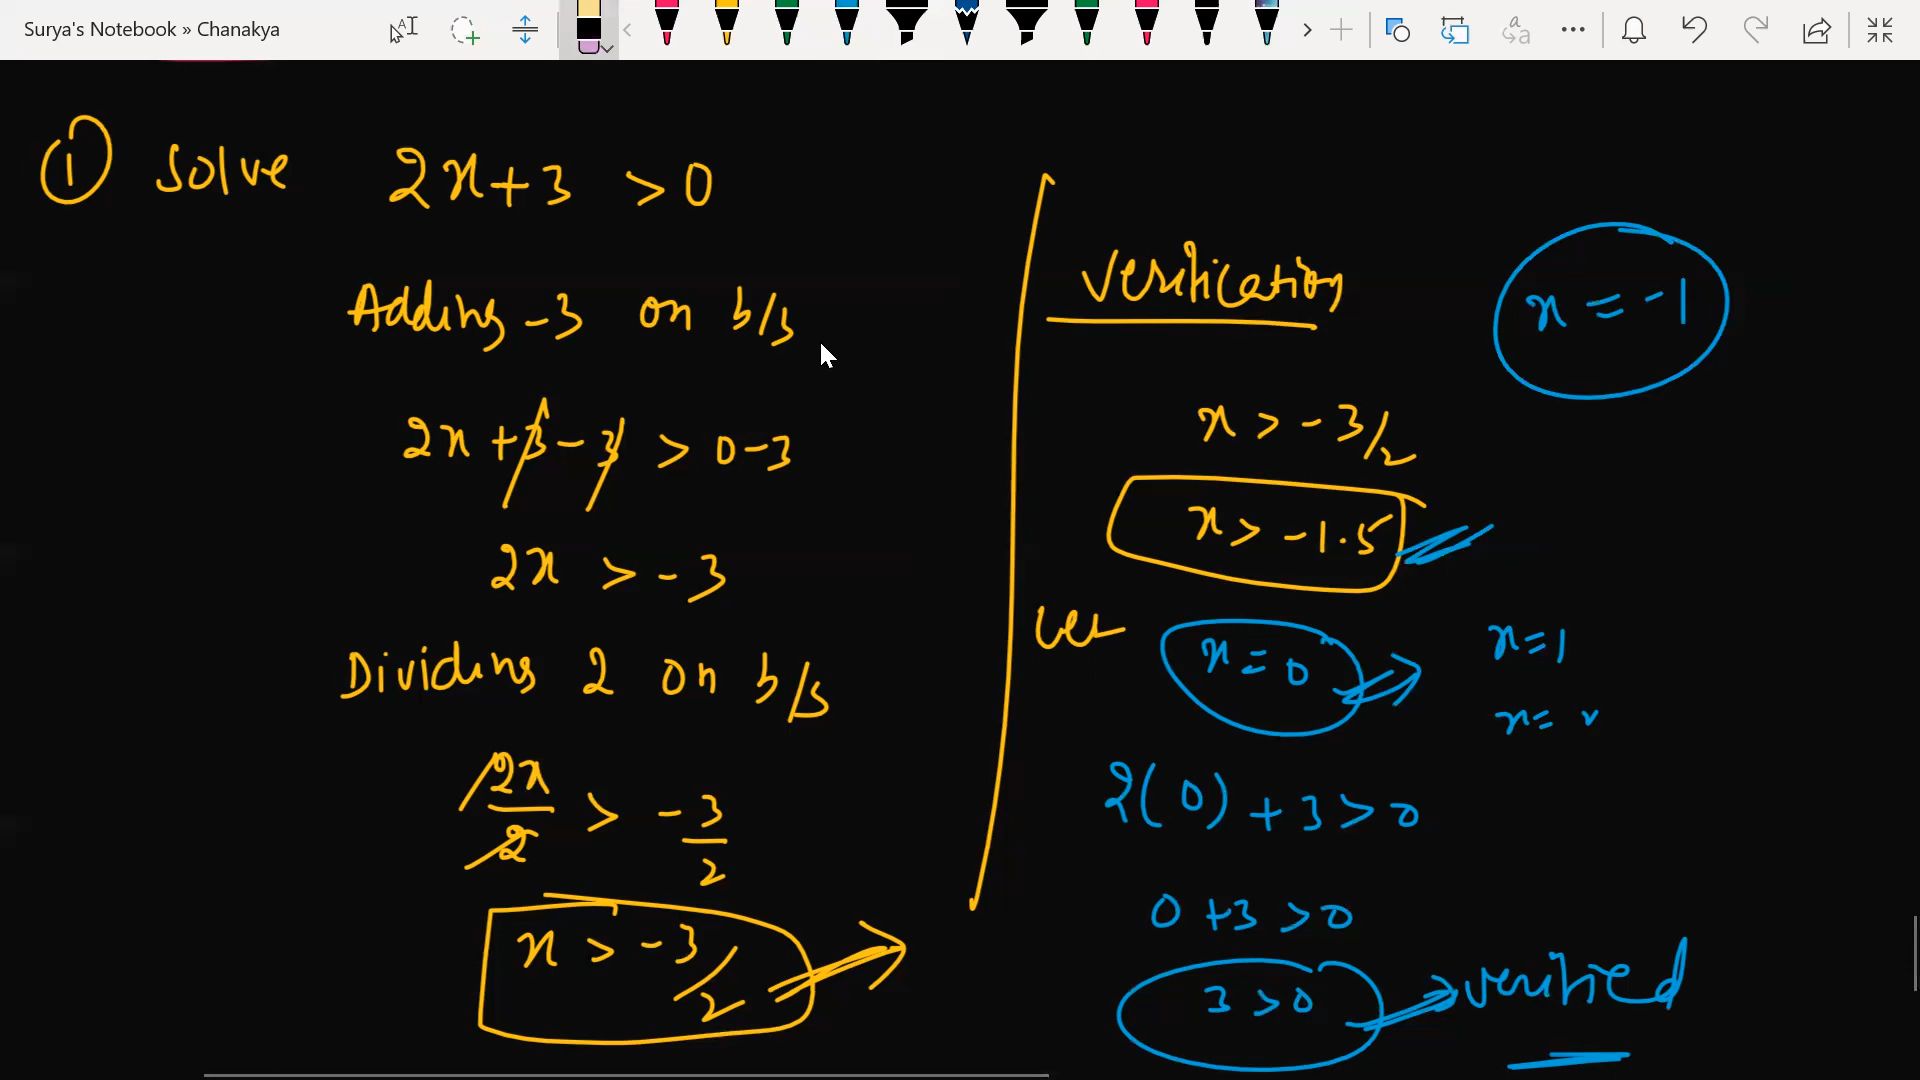 Surya's Notebook » Chanakya
① Solve 2x+3 > 0
Adding -3 on b/s
2x +3 - 3 > 0-3
2x > -3
Dividing 2 on b/s
2x/2 > -3/2
x > -3/2
Verification
x = -1
x > -3/2
x > -1.5
Let x = 0
x=1
x=
2(0) + 3 > 0
0 +3 > 0
3 > 0 verified